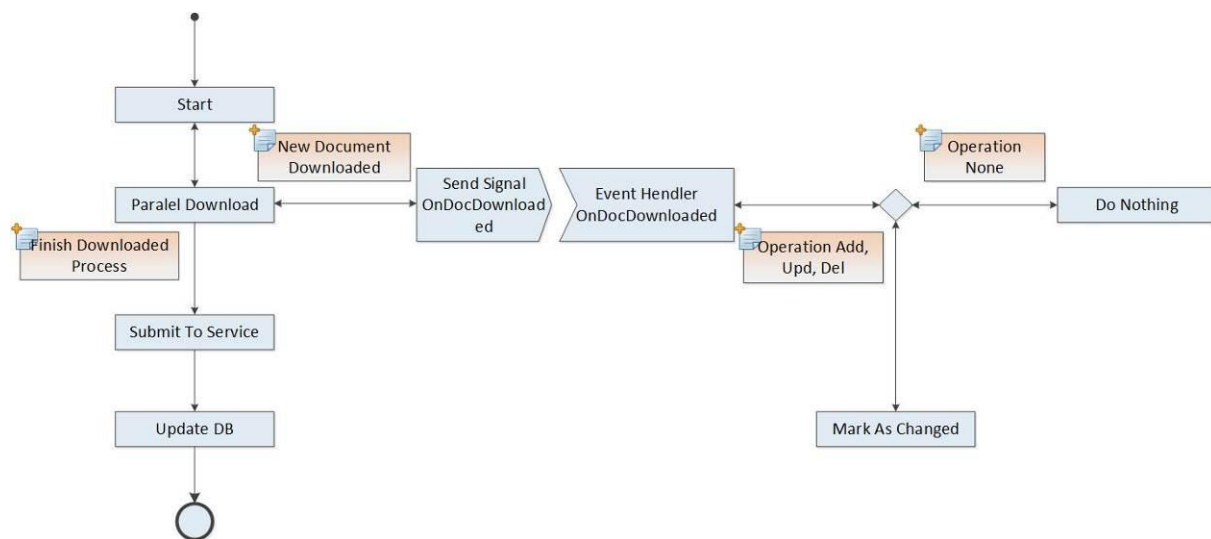 Start
New Document
Downloaded
Operation
None
Paralel Download
Send Signal
OnDocDownload
ed
Event Hendler
OnDocDownloaded
Do Nothing
Finish Downloaded
Process
Operation Add,
Upd, Del
Submit To Service
Update DB
Mark As Changed